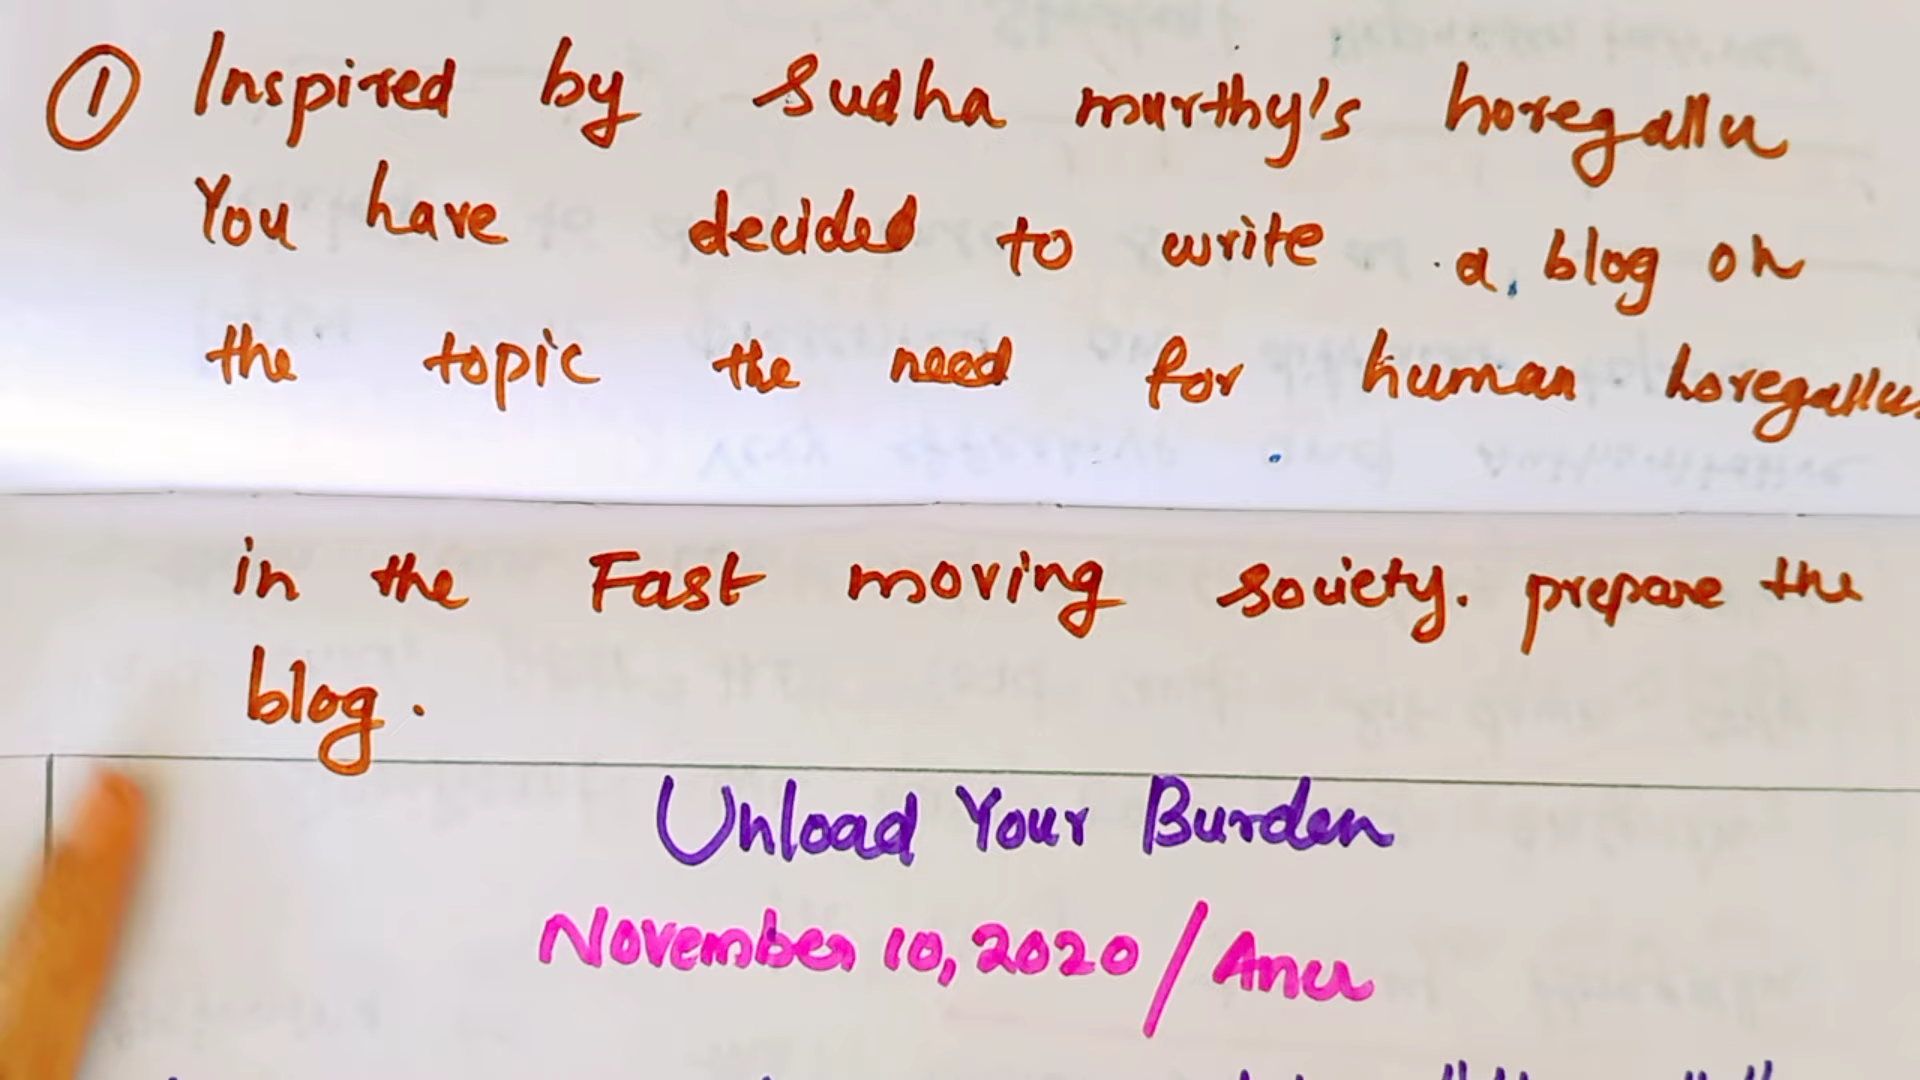 ① Inspired by Sudha murthy's horegallu
You have decided to write a blog on
the topic the need for human horegallus
in the Fast moving society. prepare the
blog.
Unload Your Burden
November 10, 2020 / Anu